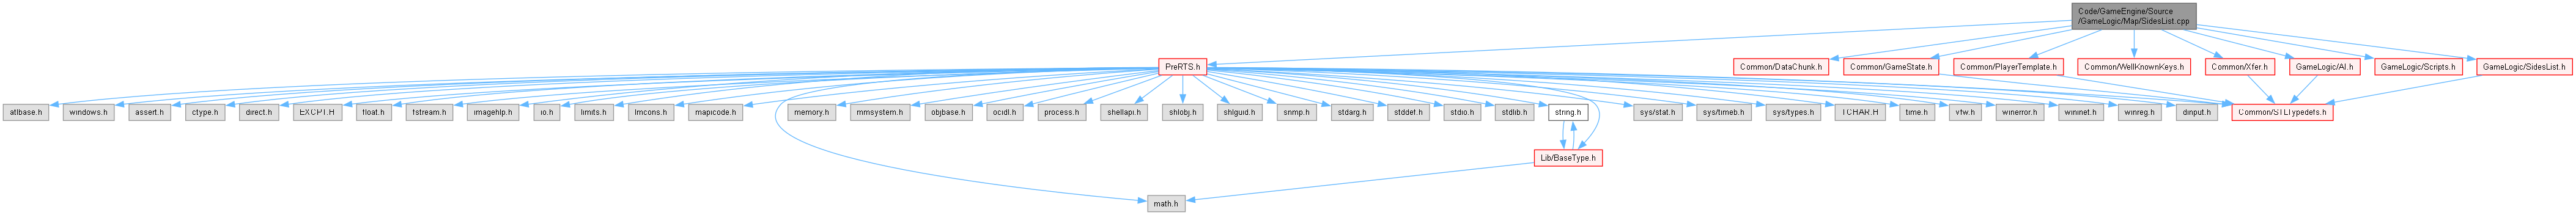 Code/GameEngine/Source
/GameLogic/Map/SidesList.cpp
PreRTS.h
Common/DataChunk.h
Common/GameState.h
Common/PlayerTemplate.h
Common/WellKnownKeys.h
Common/Xfer.h
GameLogic/AI.h
GameLogic/Scripts.h
GameLogic/SidesList.h
atlbase.h
windows.h
assert.h
ctype.h
direct.h
EXCPT.H
float.h
fstream.h
imagehlp.h
io.h
limits.h
lmcons.h
mapicode.h
memory.h
mmsystem.h
objbase.h
ocidl.h
process.h
shellapi.h
shlobj.h
shlguid.h
snmp.h
stdarg.h
stddef.h
stdio.h
stdlib.h
string.h
sys/stat.h
sys/timeb.h
sys/types.h
TCHAR.H
time.h
vfw.h
winerror.h
wininet.h
winreg.h
dinput.h
Common/STLTypedefs.h
Lib/BaseType.h
math.h